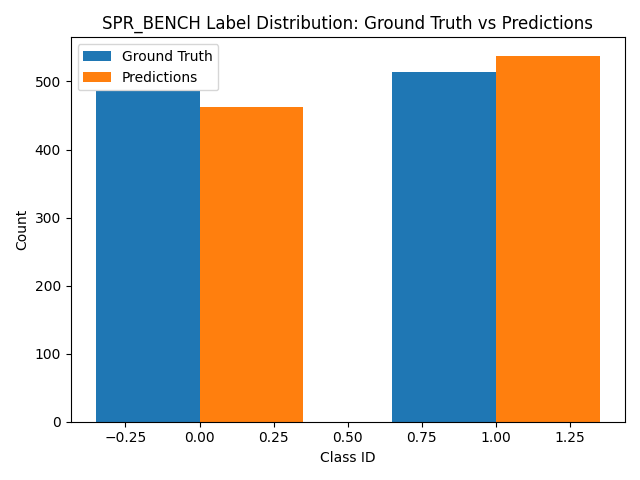 SPR_BENCH Label Distribution: Ground Truth vs Predictions
Ground Truth
Predictions
Count
500
400
300
200
100
0
−0.25 0.00 0.25 0.50 0.75 1.00 1.25
Class ID